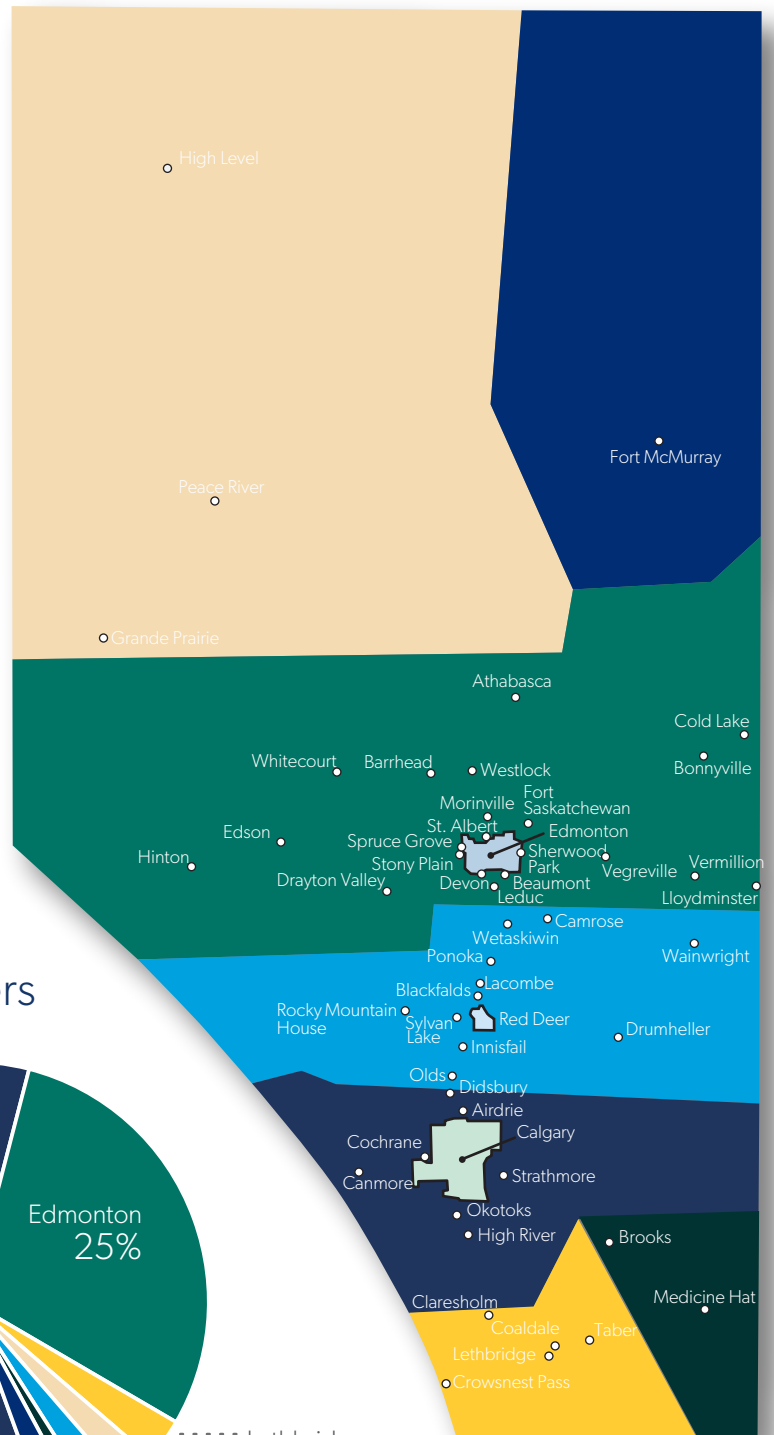 High Level
Fort McMurray
Peace River
Grande Prairie
Athabasca
Cold Lake
Whitecourt
Barrhead
Westlock
Bonnyville
Fort
Saskatchewan
Morinville
St. Albert
Edmonton
Edson
Spruce Grove
Sherwood
Park
Hinton
Stony Plain
Vegreville
Vermillion
Drayton Valley
Devon
Beaumont
Leduc
Lloydminster
Camrose
Wetaskiwin
Ponoka
Wainwright
Lacombe
Blackfalds
ers
Rocky Mountain
House
Sylvan
Lake
Red Deer
Drumheller
Innisfail
Olds
Didsbury
Airdrie
Calgary
Cochrane
Canmore
Strathmore
Okotoks
Edmonton
25%
High River
Brooks
Medicine Hat
Claresholm
Coaldale
Taber
Lethbridge
Crowsnest Pass